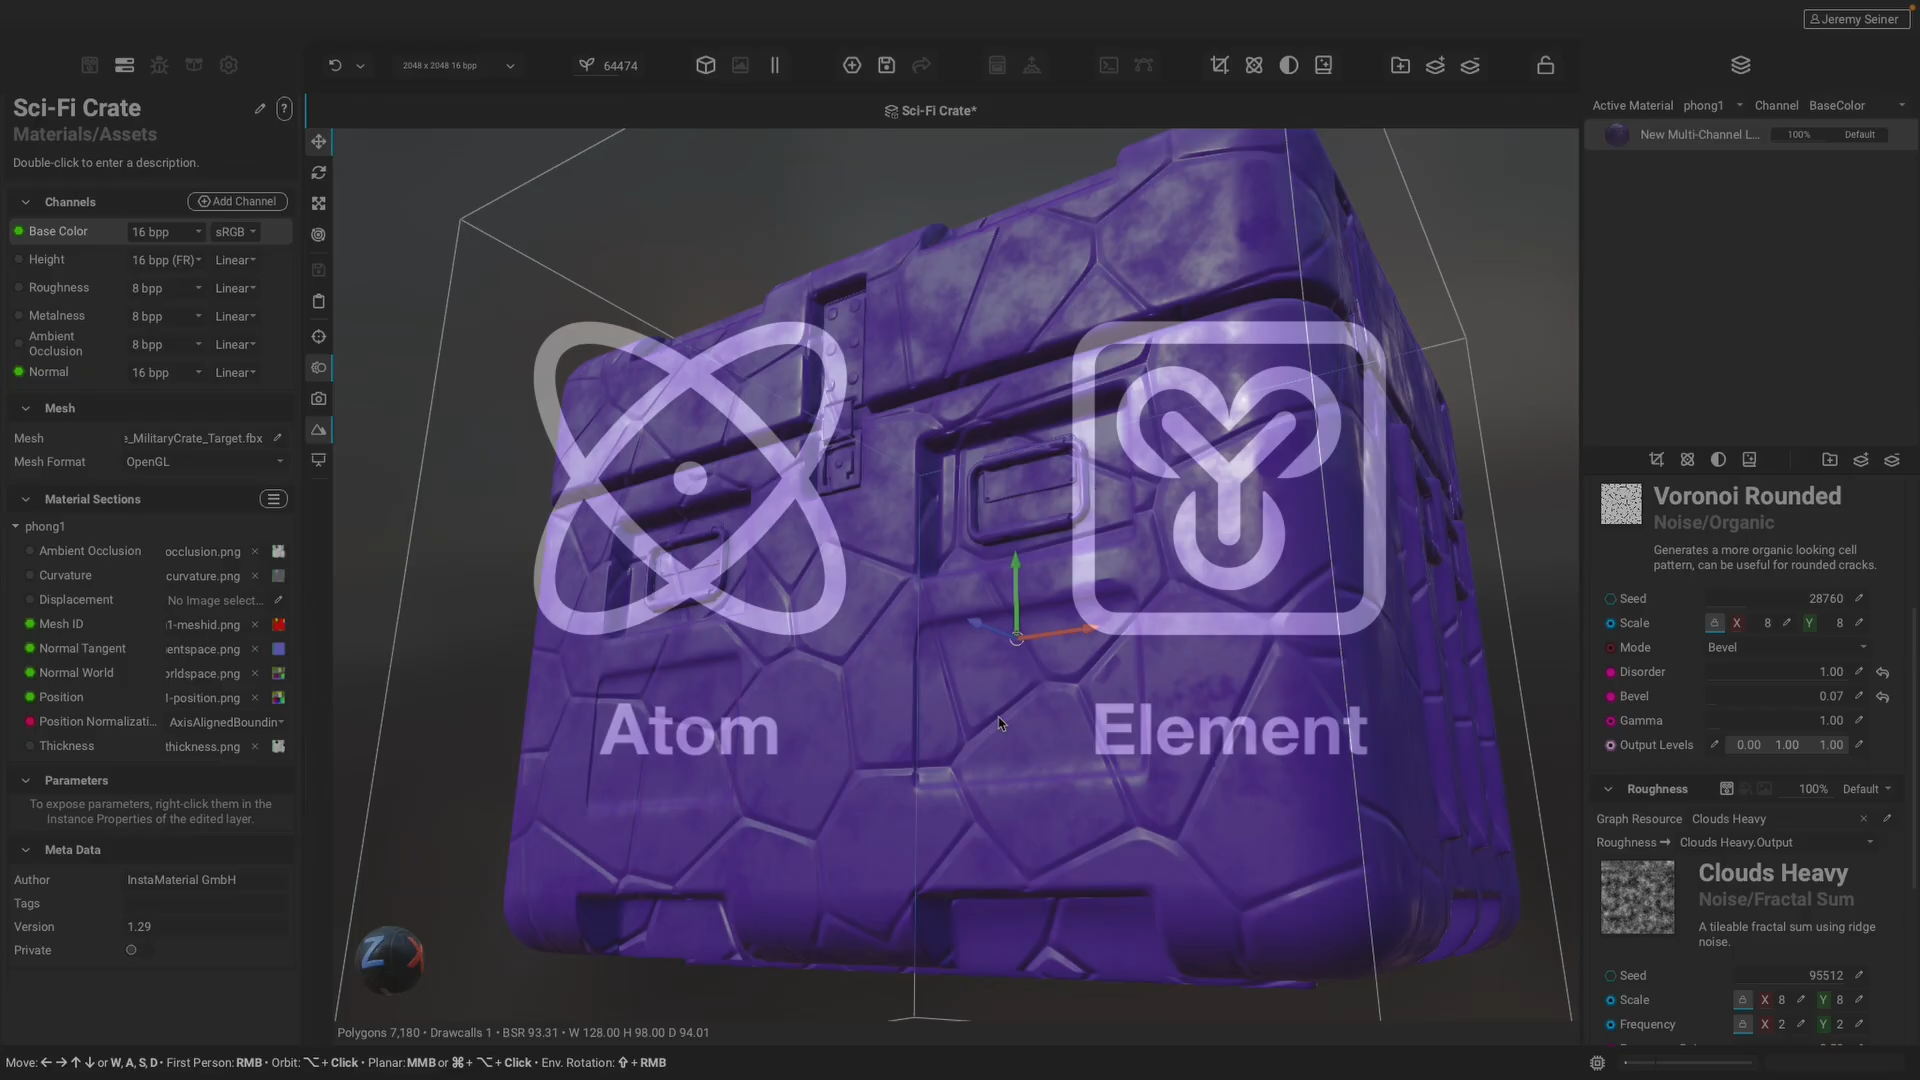 Jeremy Seiner
2048 x 2048 16 bpp
64474
Sci-Fi Crate
Materials/Assets
Double-click to enter a description.
Channels
Add Channel
Base Color 16 bpp sRGB
Height 16 bpp (FR) Linear
Roughness 8 bpp Linear
Metalness 8 bpp Linear
Ambient
Occlusion 8 bpp Linear
Normal 16 bpp Linear
Mesh
Mesh _MilitaryCrate_Target.fbx
Mesh Format OpenGL
Material Sections
phong1
Ambient Occlusion occlusion.png
Curvature curvature.png
Displacement No Image select...
Mesh ID 1-meshid.png
Normal Tangent entspace.png
Normal World orldspace.png
Position l-position.png
Position Normalizati... AxisAlignedBoundin
Thickness thickness.png
Parameters
To expose parameters, right-click them in the
Instance Properties of the edited layer.
Meta Data
Author InstaMaterial GmbH
Tags
Version 1.29
Private
Sci-Fi Crate*
Atom
Element
Z X
Polygons 7,180 • Drawcalls 1 • BSR 93.31 • W 128.00 H 98.00 D 94.01
Active Material phong1 Channel BaseColor
New Multi-Channel L... 100% Default
Voronoi Rounded
Noise/Organic
Generates a more organic looking cell
pattern, can be useful for rounded cracks.
Seed 28760
Scale X 8 Y 8
Mode Bevel
Disorder 1.00
Bevel 0.07
Gamma 1.00
Output Levels 0.00 1.00 1.00
Roughness 100% Default
Graph Resource Clouds Heavy
Roughness → Clouds Heavy.Output
Clouds Heavy
Noise/Fractal Sum
A tileable fractal sum using ridge
noise.
Seed 95512
Scale X 8 Y 8
Frequency X 2 Y 2
Move: ← → ↑ ↓ or W, A, S, D • First Person: RMB • Orbit: ⌥ + Click • Planar: MMB or ⌘ + ⌥ + Click • Env. Rotation: ⇧ + RMB